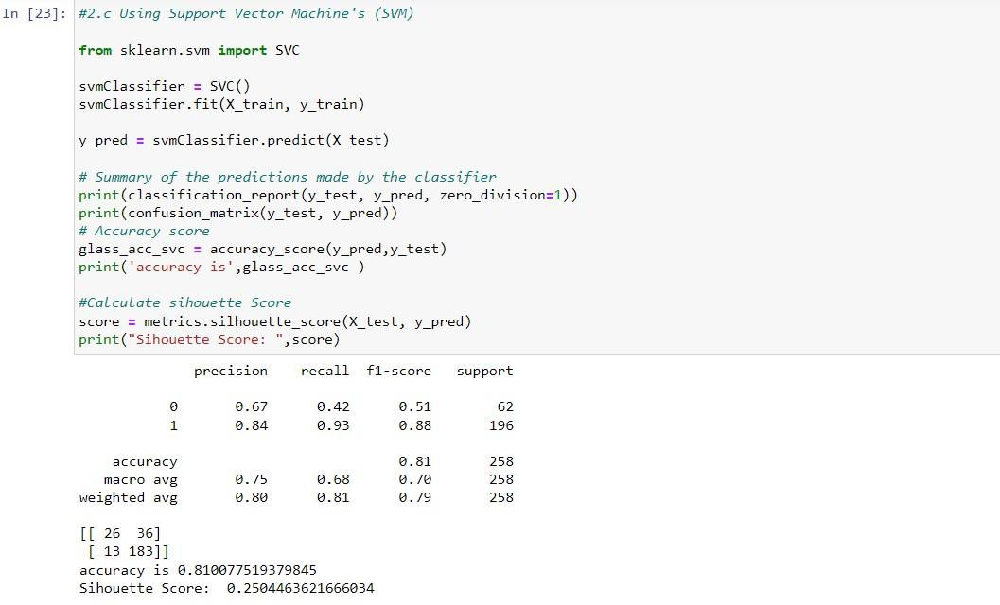 In [23]: #2.c Using Support Vector Machine's (SVM)
from sklearn.svm import SVC
svmClassifier = SVC()
svmClassifier.fit(X_train, y_train)
y_pred = svmClassifier.predict(X_test)
# Summary of the predictions made by the classifier
print(classification_report(y_test, y_pred, zero_division=1))
print(confusion_matrix(y_test, y_pred))
# Accuracy score
glass_acc_svc = accuracy_score(y_pred,y_test)
print('accuracy is',glass_acc_svc )
#Calculate sihouette Score
score = metrics.silhouette_score(X_test, y_pred)
print("Sihouette Score: ",score)
precision recall f1-score support
0 0.67 0.42 0.51 62
1 0.84 0.93 0.88 196
accuracy 0.81 258
macro avg 0.75 0.68 0.70 258
weighted avg 0.80 0.81 0.79 258
[[ 26 36]
[ 13 183]]
accuracy is 0.810077519379845
Sihouette Score: 0.2504463621666034